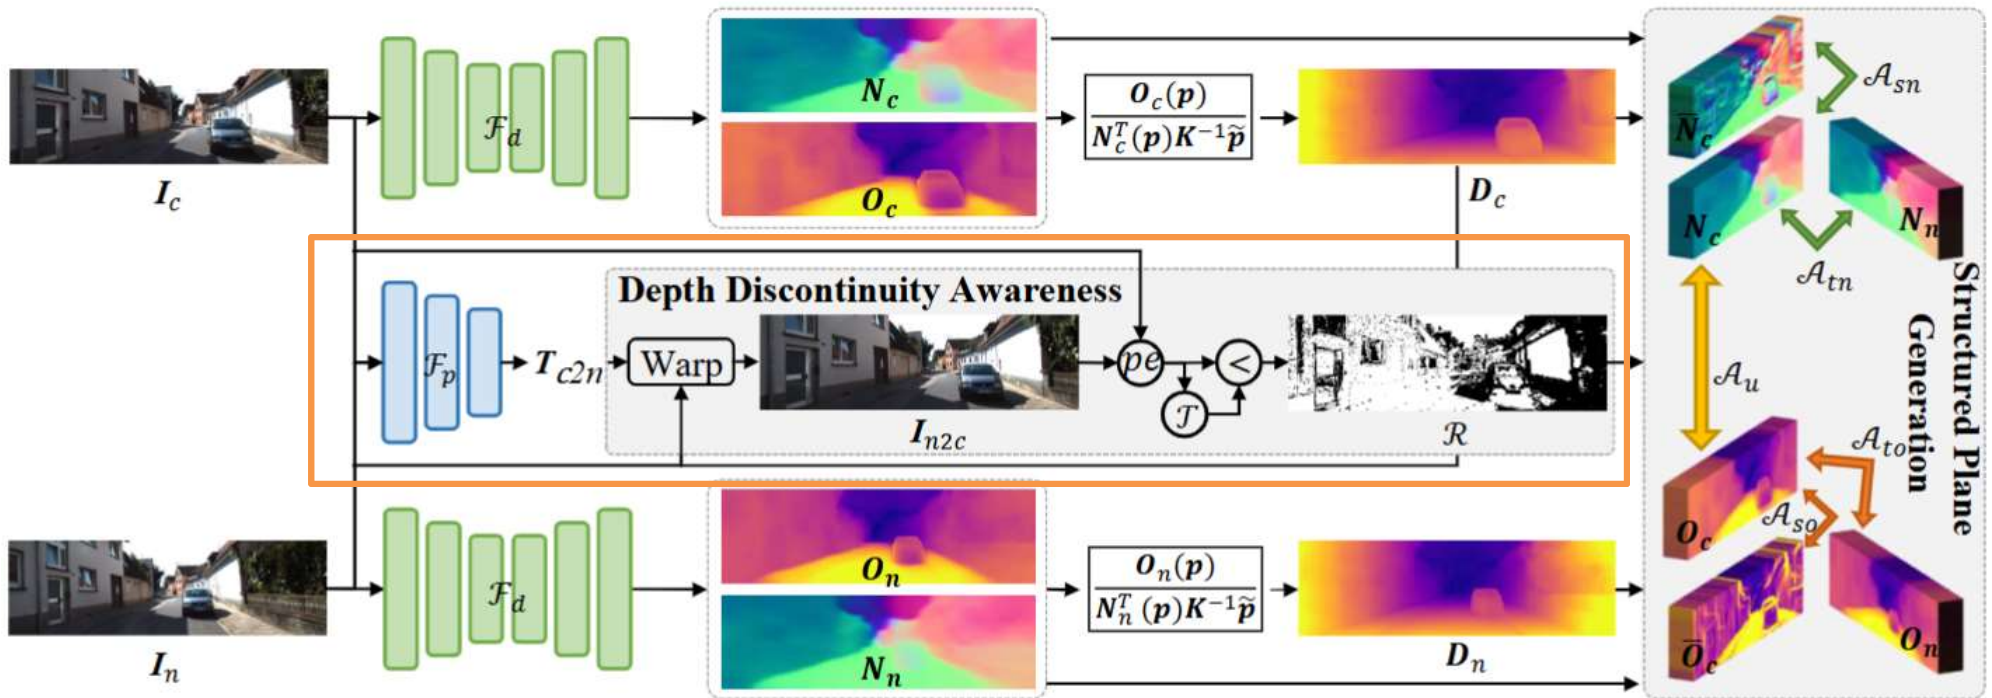 I_c
F_d
N_c
O_c
O_c(p)
N_c^T(p)K^{-1}p̃
D_c
N̄_c
A_sn
N_c
N_n
A_tn
Depth Discontinuity Awareness
F_p
T_c2n
Warp
I_n2c
pe
T
<
R
A_u
Structured Plane
Generation
A_to
O_c
A_so
Ō_c
O_n
I_n
F_d
O_n
N_n
O_n(p)
N_n^T(p)K^{-1}p̃
D_n